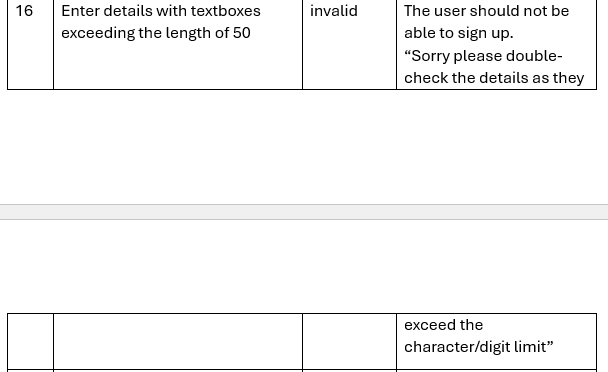 16
Enter details with textboxes
exceeding the length of 50
invalid
The user should not be
able to sign up.
“Sorry please double-
check the details as they
exceed the
character/digit limit”